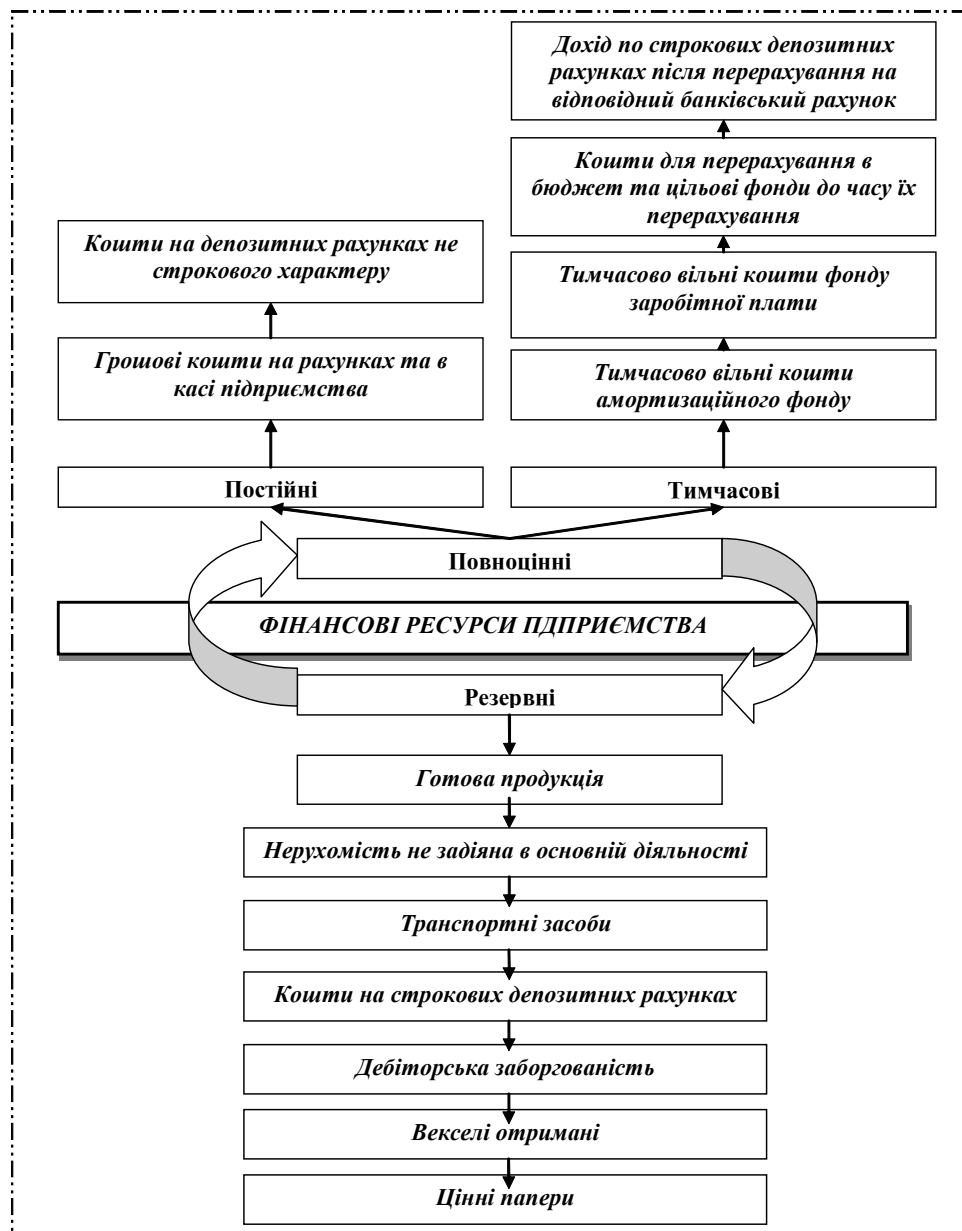 Дохід по строкових депозитних
рахунках після перерахування на
відповідний банківський рахунок
Кошти для перерахування в
бюджет та цільові фонди до часу їх
перерахування
Кошти на депозитних рахунках не
строкового характеру
Тимчасово вільні кошти фонду
заробітної плати
Грошові кошти на рахунках та в
касі підприємства
Тимчасово вільні кошти
амортизаційного фонду
Постійні
Тимчасові
Повноцінні
ФІНАНСОВІ РЕСУРСИ ПДПРИЄМСТВА
Резервні
Готова продукція
Нерухомість не задіяна в основній діяльності
Транспортні засоби
Кошти на строкових депозитних рахунках
Дебіторська заборгованість
Векселі отримані
Цінні папери